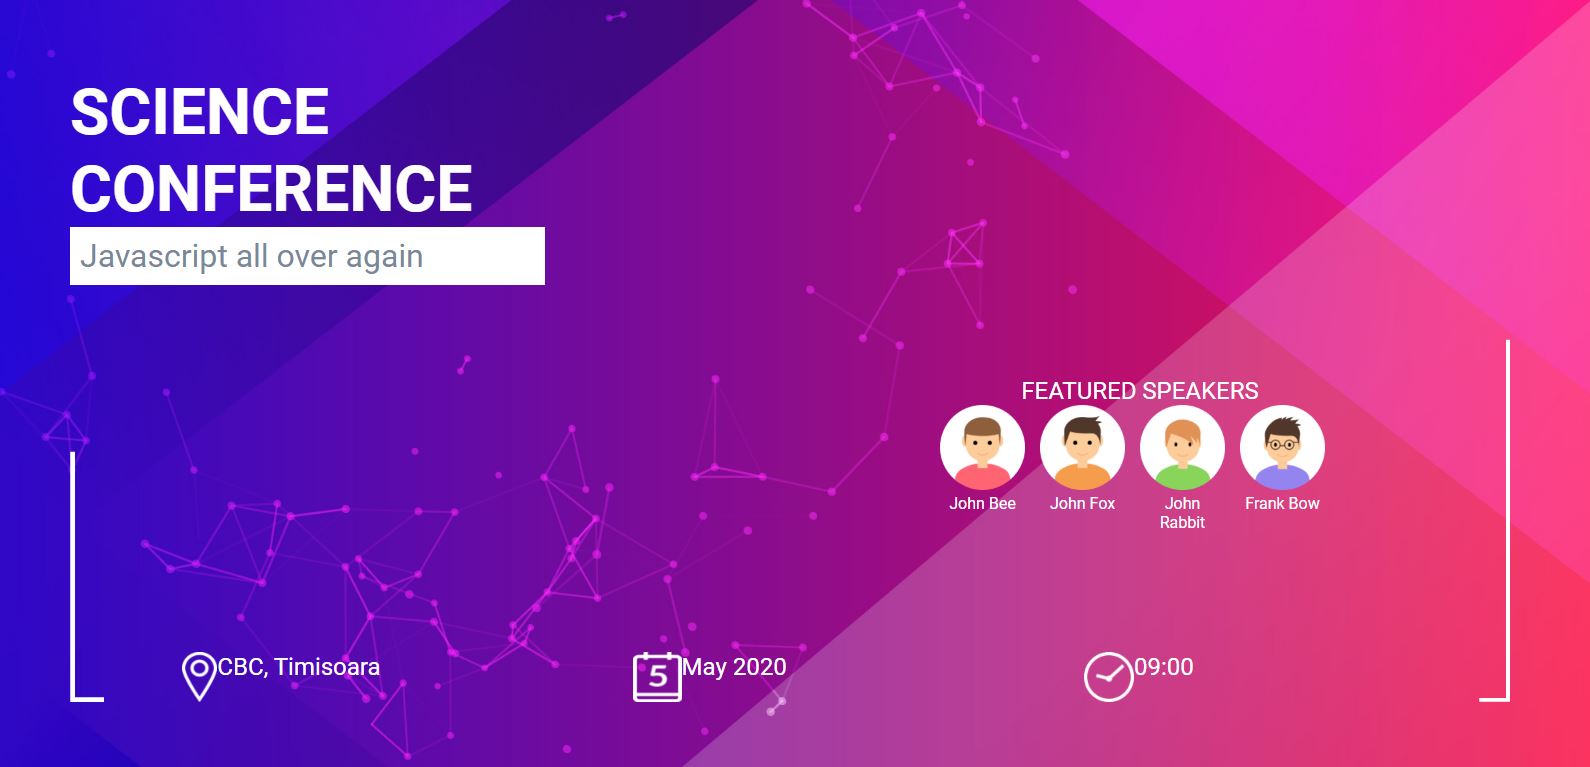 SCIENCE
CONFERENCE
Javascript all over again
FEATURED SPEAKERS
John Bee
John Fox
John
Rabbit
Frank Bow
CBC, Timisoara
5
May 2020
09:00